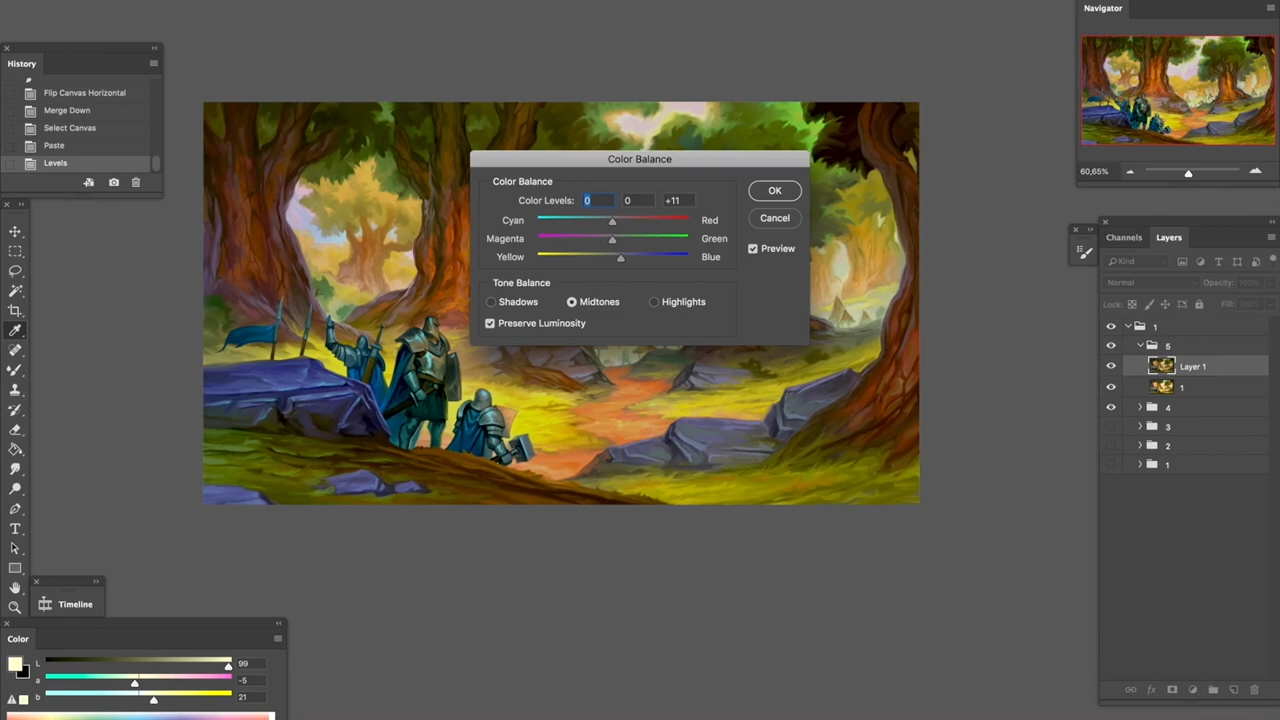 Navigator
60,65%
History
Flip Canvas Horizontal
Merge Down
Select Canvas
Paste
Levels
Color Balance
Color Balance
Color Levels: 0 0 +11
Cyan Red
Magenta Green
Yellow Blue
Tone Balance
Shadows Midtones Highlights
Preserve Luminosity
OK
Cancel
Preview
Channels Layers
Kind
Normal Opacity: 100%
Lock: Fill: 100%
1
5
Layer 1
1
4
3
2
1
T
Timeline
Color
L 99
a -5
b 21
fx